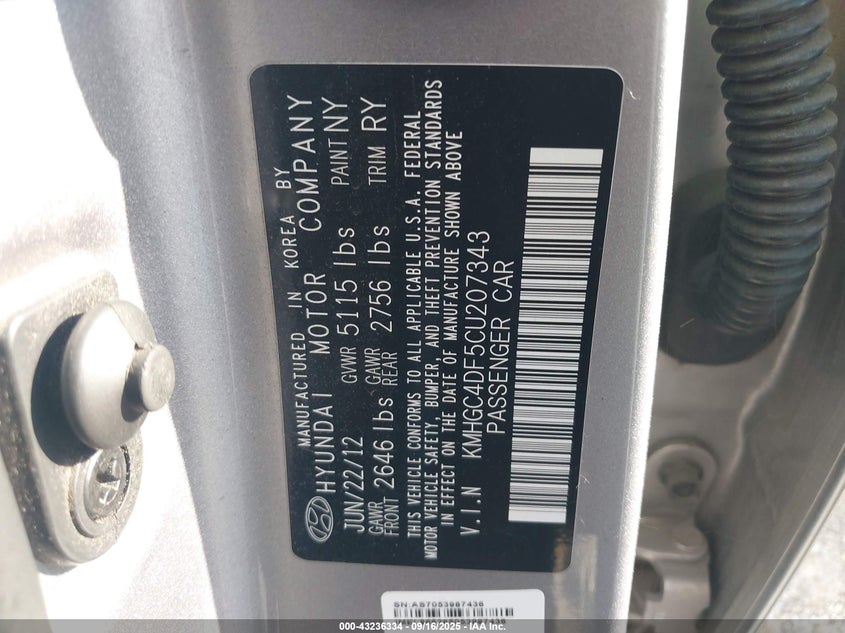 MANUFACTURED IN KOREA BY
HYUNDAI MOTOR COMPANY
JUN/22/12 GVWR 5115 lbs PAINT NY
GAWR FRONT 2646 lbs GAWR REAR 2756 lbs TRIM RY
THIS VEHICLE CONFORMS TO ALL APPLICABLE U.S.A. FEDERAL
MOTOR VEHICLE SAFETY, BUMPER, AND THEFT PREVENTION STANDARDS
IN EFFECT ON THE DATE OF MANUFACTURE SHOWN ABOVE
V.I.N KMHGC4DF5CU207343
PASSENGER CAR
SN:AS7053987436
000-43236334 - 09/16/2025 - IAA, Inc.